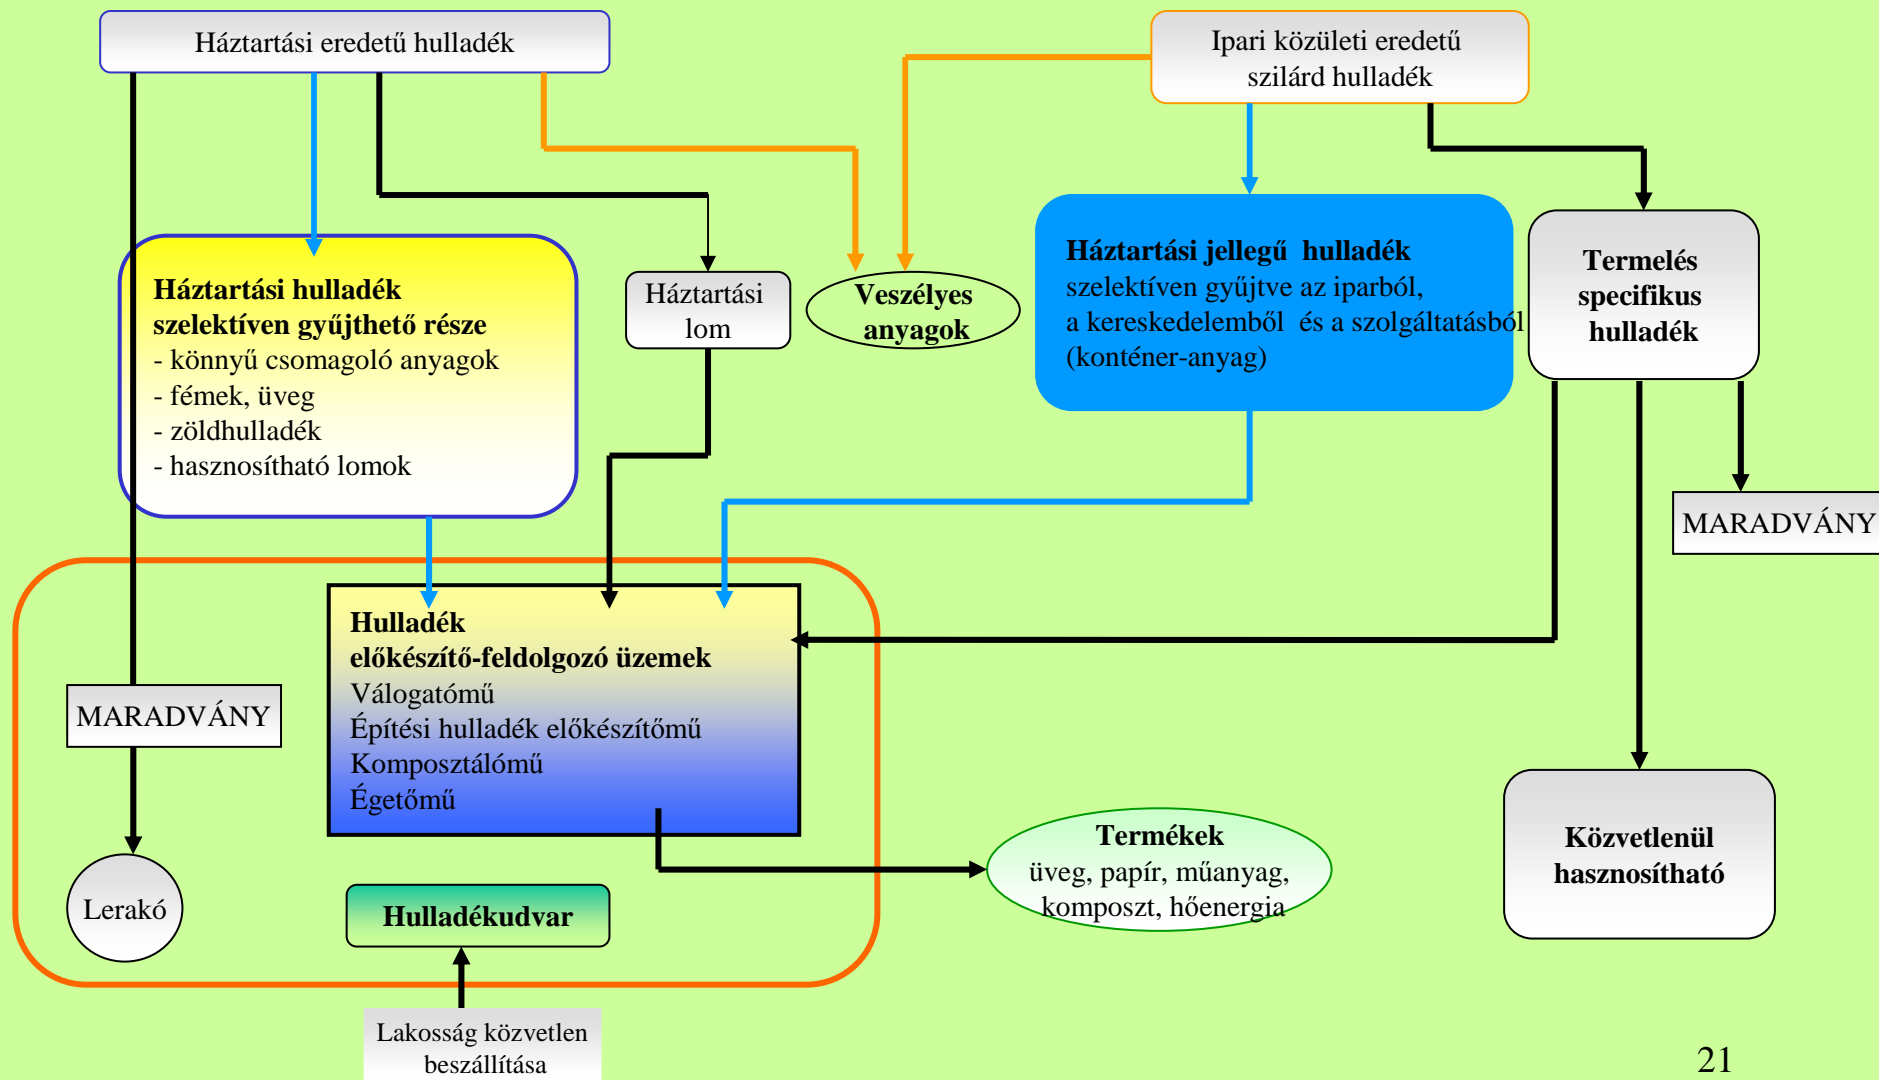 Háztartási eredetű hulladék
Ipari közületi eredetű
szilárd hulladék
Háztartási hulladék
szelektíven gyűjthető része
- könnyű csomagoló anyagok
- fémek, üveg
- zöldhulladék
- hasznosítható lomok
Háztartási
lom
Veszélyes
anyagok
Háztartási jellegű hulladék
szelektíven gyűjtve az iparból,
a kereskedelemből és a szolgáltatásból
(konténer-anyag)
Termelés
specifikus
hulladék
MARADVÁNY
Hulladék
előkészítő-feldolgozó üzemek
Válogatómű
Építési hulladék előkészítőmű
Komposztálómű
Égetőmű
MARADVÁNY
Lerakó
Hulladékudvar
Termékek
üveg, papír, műanyag,
komposzt, hőenergia
Közvetlenül
hasznosítható
Lakosság közvetlen
beszállítása
21